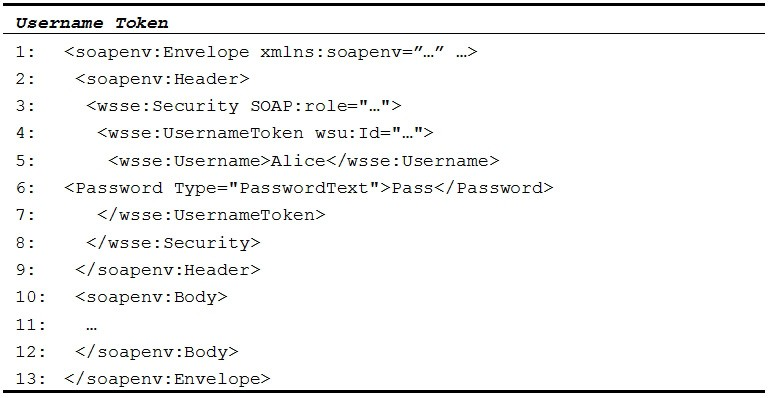 Username Token
1: <soapenv:Envelope xmlns:soapenv=”…” …>
2: <soapenv:Header>
3: <wsse:Security SOAP:role="…">
4: <wsse:UsernameToken wsu:Id="…">
5: <wsse:Username>Alice</wsse:Username>
6: <Password Type="PasswordText">Pass</Password>
7: </wsse:UsernameToken>
8: </wsse:Security>
9: </soapenv:Header>
10: <soapenv:Body>
11: …
12: </soapenv:Body>
13: </soapenv:Envelope>